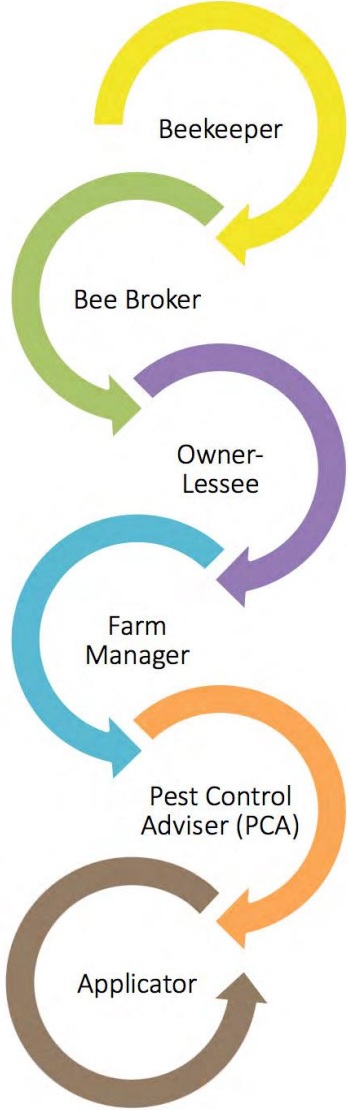 Beekeeper
Bee Broker
Owner-
Lessee
Farm
Manager
Pest Control
Adviser (PCA)
Applicator